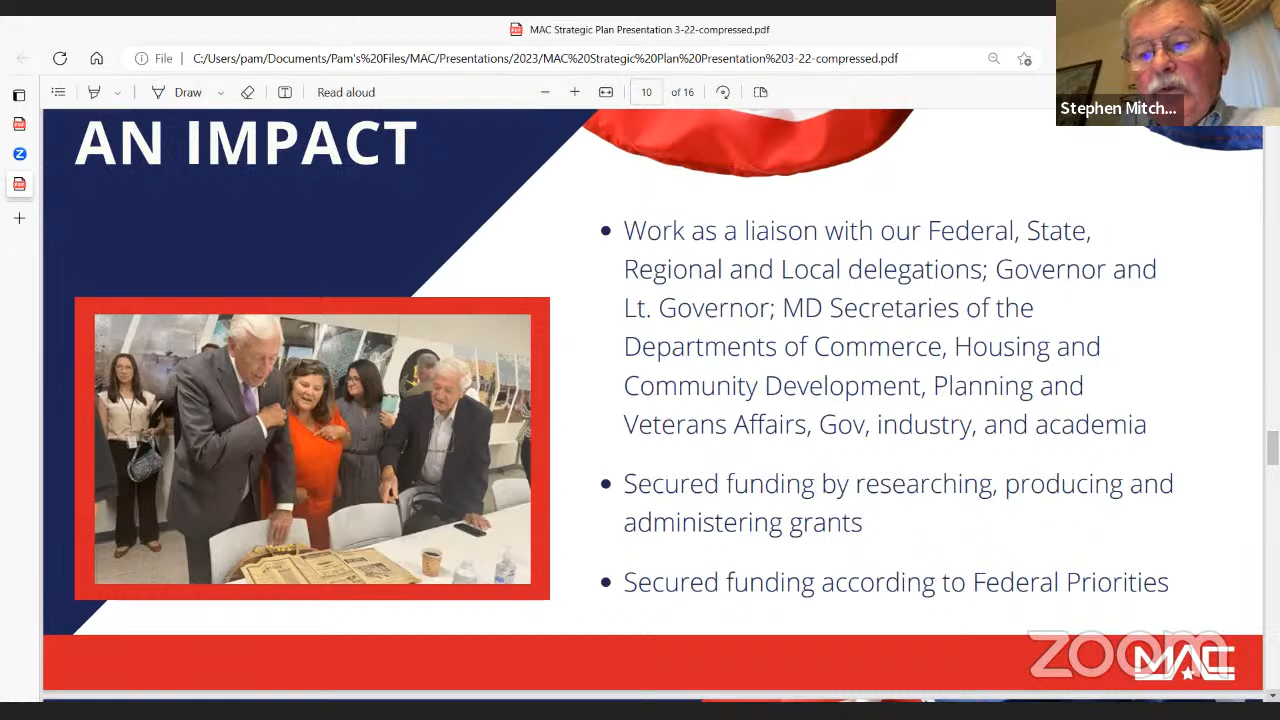 MAC Strategic Plan Presentation 3-22-compressed.pdf
File
C:/Users/pam/Documents/Pam's%20Files/MAC/Presentations/2023/MAC%20Strategic%20Plan%20Presentation%203-22-compressed.pdf
Draw
Read aloud
10 of 16
Stephen Mitch...
AN IMPACT
• Work as a liaison with our Federal, State,
Regional and Local delegations; Governor and
Lt. Governor; MD Secretaries of the
Departments of Commerce, Housing and
Community Development, Planning and
Veterans Affairs, Gov, industry, and academia
• Secured funding by researching, producing and
administering grants
• Secured funding according to Federal Priorities
zoom
MAC